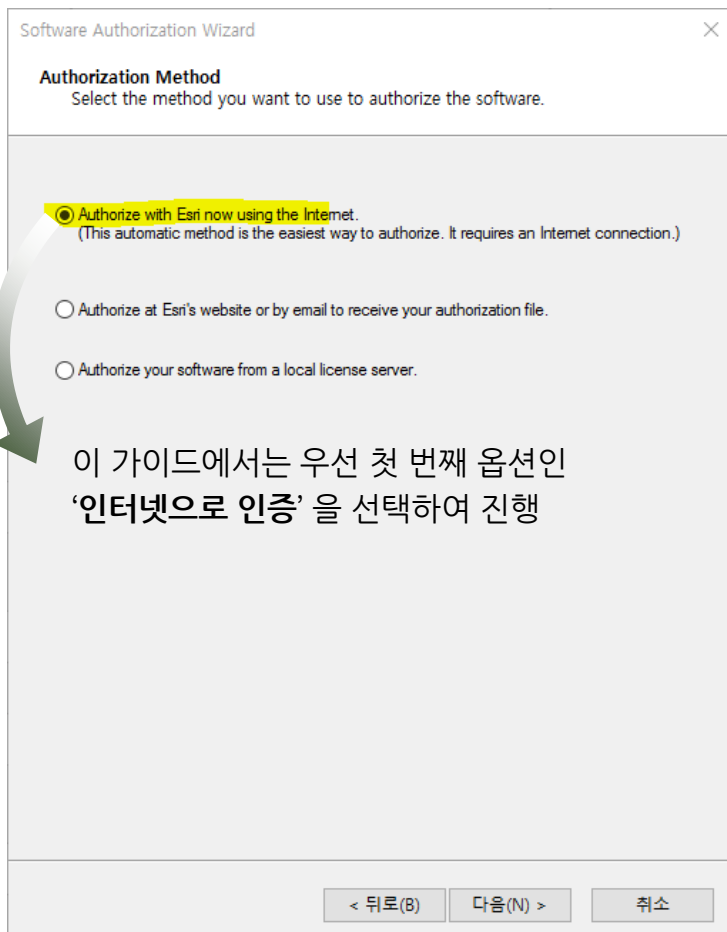 Software Authorization Wizard
Authorization Method
Select the method you want to use to authorize the software.
Authorize with Esri now using the Internet.
(This automatic method is the easiest way to authorize. It requires an Internet connection.)
Authorize at Esri's website or by email to receive your authorization file.
Authorize your software from a local license server.
이 가이드에서는 우선 첫 번째 옵션인
‘인터넷으로 인증’ 을 선택하여 진행
< 뒤로(B) 다음(N) > 취소